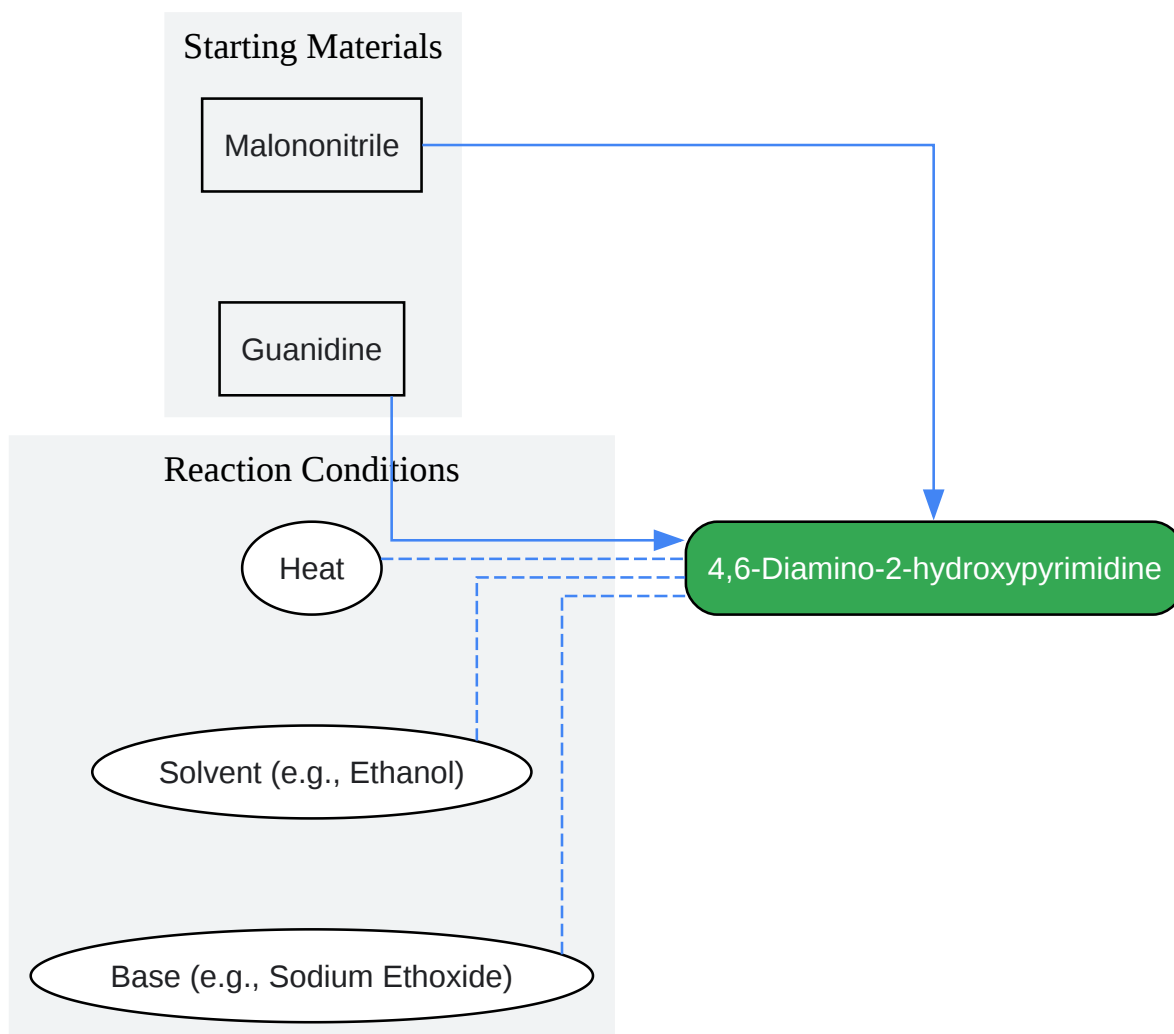 Starting Materials
Malononitrile
Guanidine
Reaction Conditions
Heat
4,6-Diamino-2-hydroxypyrimidine
Solvent (e.g., Ethanol)
Base (e.g., Sodium Ethoxide)